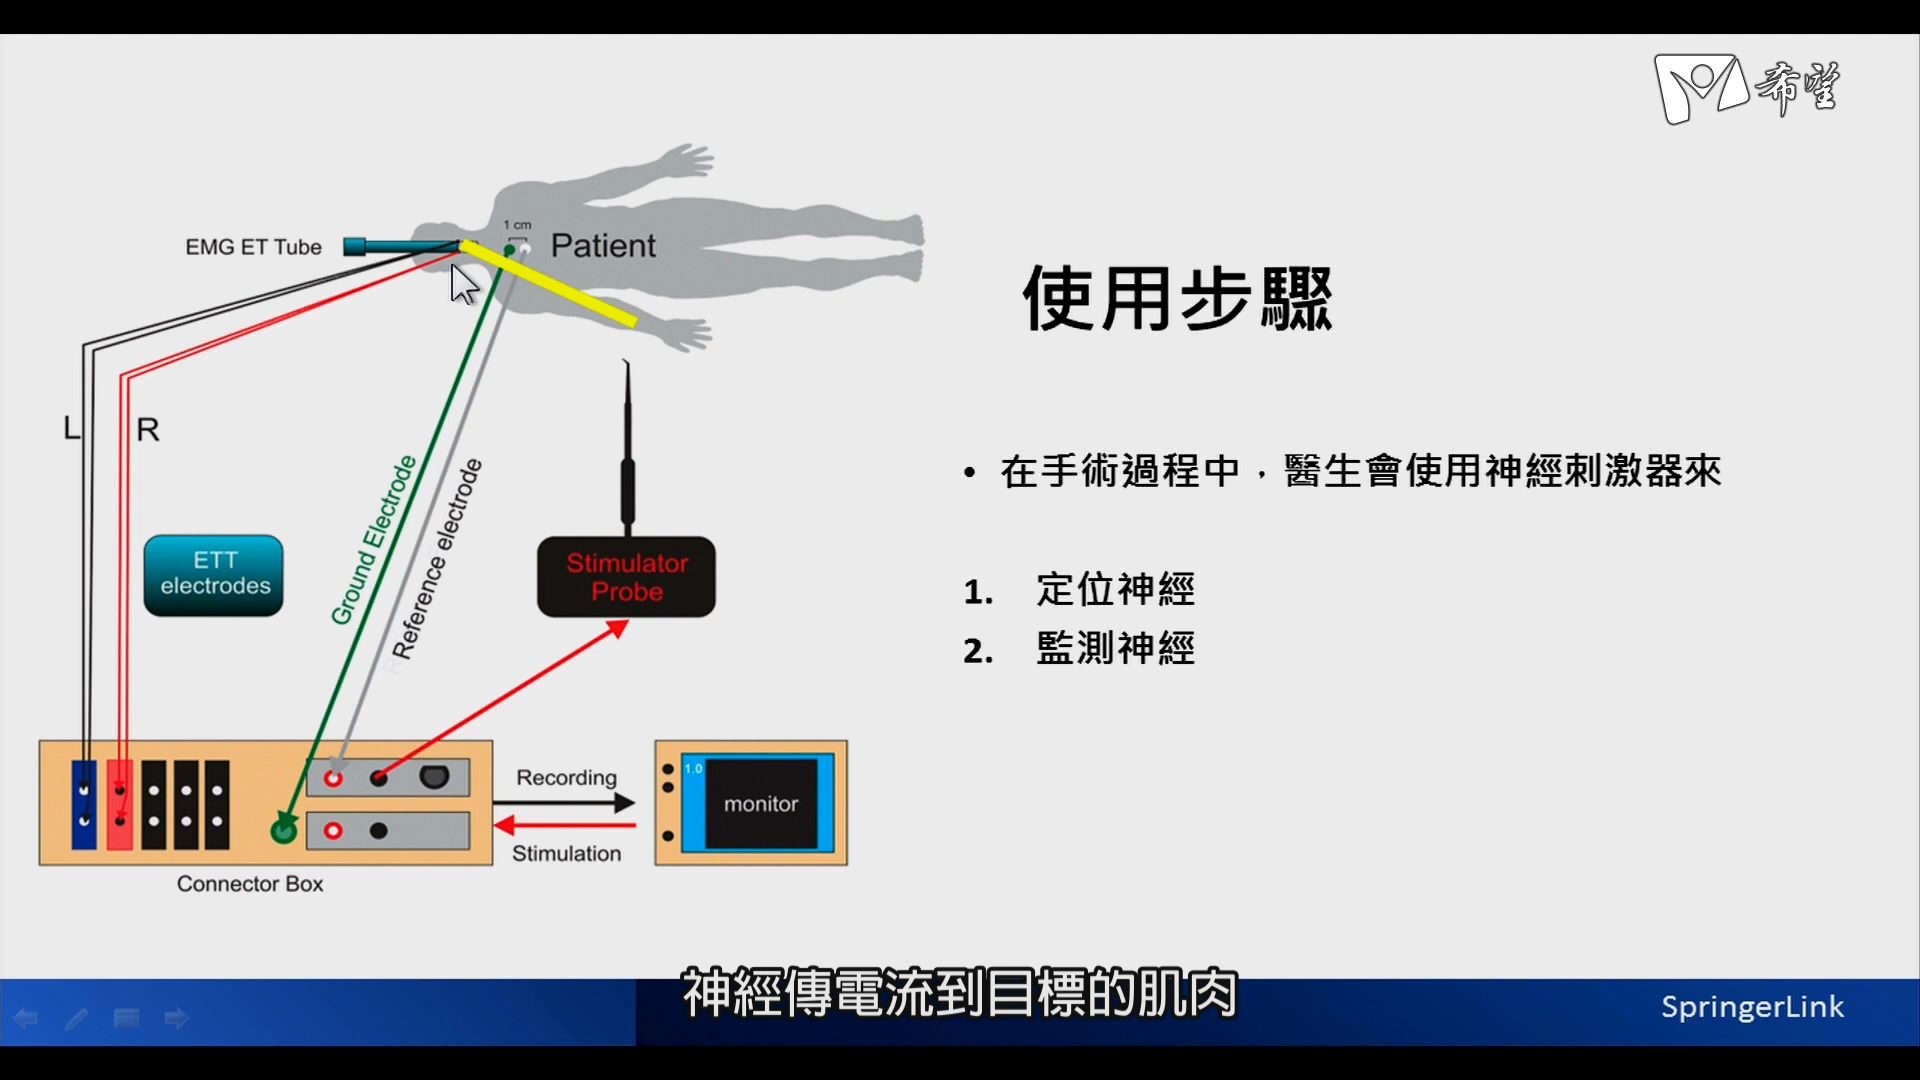 希望
1 cm
EMG ET Tube
Patient
使用步驟
L
R
• 在手術過程中，醫生會使用神經刺激器來
Ground Electrode
Reference electrode
ETT
electrodes
Stimulator
Probe
1. 定位神經
2. 監測神經
Recording
1.0
monitor
Stimulation
Connector Box
神經傳電流到目標的肌肉
SpringerLink